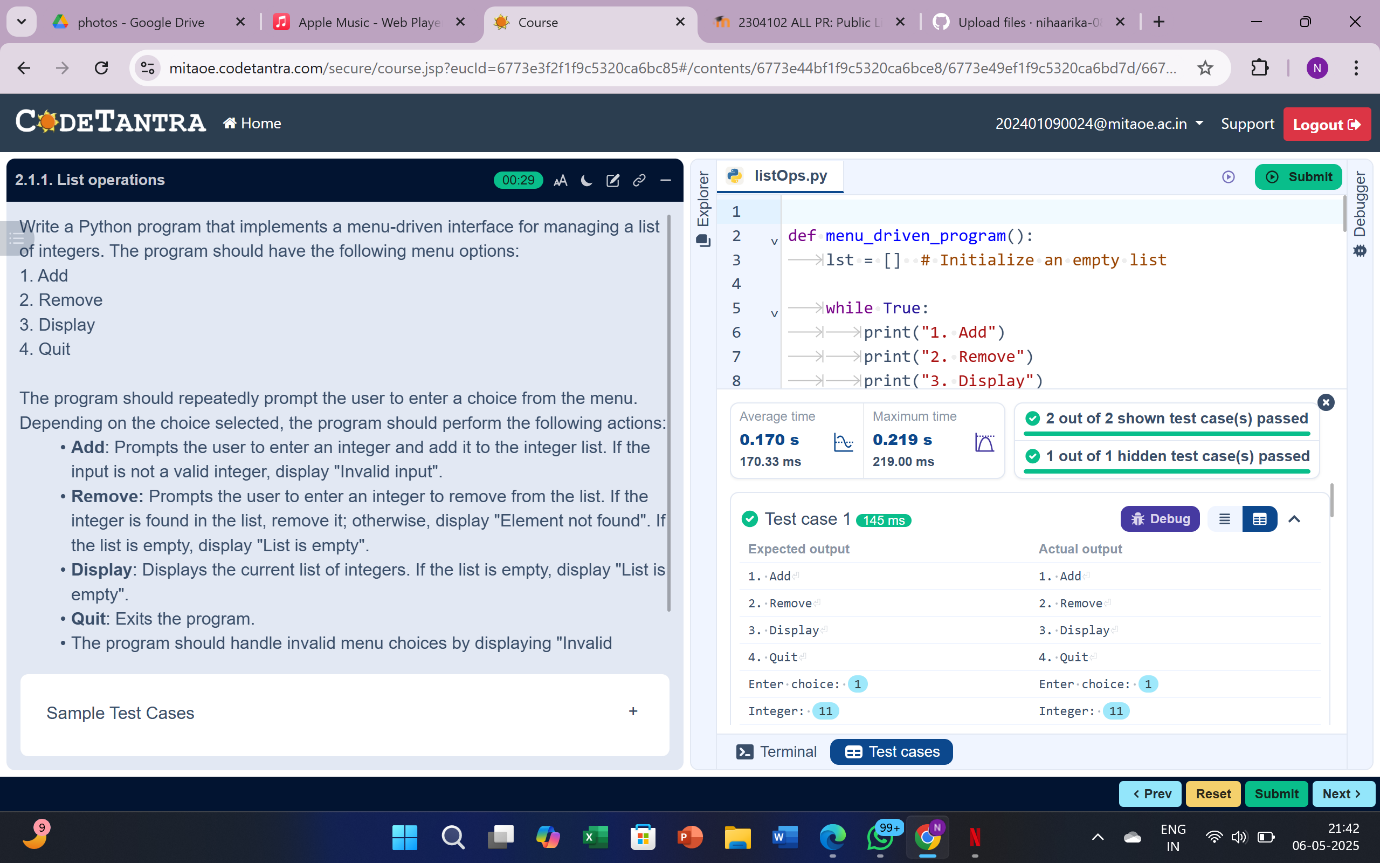 photos - Google Drive
Apple Music - Web Playe
Course
2304102 ALL PR: Public L
Upload files · nihaarika-0
mitaoe.codetantra.com/secure/course.jsp?eucId=6773e3f2f1f9c5320ca6bc85#/contents/6773e44bf1f9c5320ca6bce8/6773e49ef1f9c5320ca6bd7d/667...
N
CODETANTRA
Home
202401090024@mitaoe.ac.in
Support
Logout
2.1.1. List operations
00:29
AA
Write a Python program that implements a menu-driven interface for managing a list
of integers. The program should have the following menu options:
1. Add
2. Remove
3. Display
4. Quit
The program should repeatedly prompt the user to enter a choice from the menu.
Depending on the choice selected, the program should perform the following actions:
• Add: Prompts the user to enter an integer and add it to the integer list. If the
input is not a valid integer, display "Invalid input".
• Remove: Prompts the user to enter an integer to remove from the list. If the
integer is found in the list, remove it; otherwise, display "Element not found". If
the list is empty, display "List is empty".
• Display: Displays the current list of integers. If the list is empty, display "List is
empty".
• Quit: Exits the program.
• The program should handle invalid menu choices by displaying "Invalid
Sample Test Cases
+
Explorer
listOps.py
Submit
Debugger
1
2 def menu_driven_program():
3 lst = [] # Initialize an empty list
4
5 while True:
6 print("1. Add")
7 print("2. Remove")
8 print("3. Display")
Average time
0.170 s
170.33 ms
Maximum time
0.219 s
219.00 ms
2 out of 2 shown test case(s) passed
1 out of 1 hidden test case(s) passed
Test case 1
145 ms
Debug
Expected output
Actual output
1. Add
1. Add
2. Remove
2. Remove
3. Display
3. Display
4. Quit
4. Quit
Enter choice: 1
Enter choice: 1
Integer: 11
Integer: 11
Terminal
Test cases
< Prev
Reset
Submit
Next >
9
99+
N
ENG
IN
21:42
06-05-2025